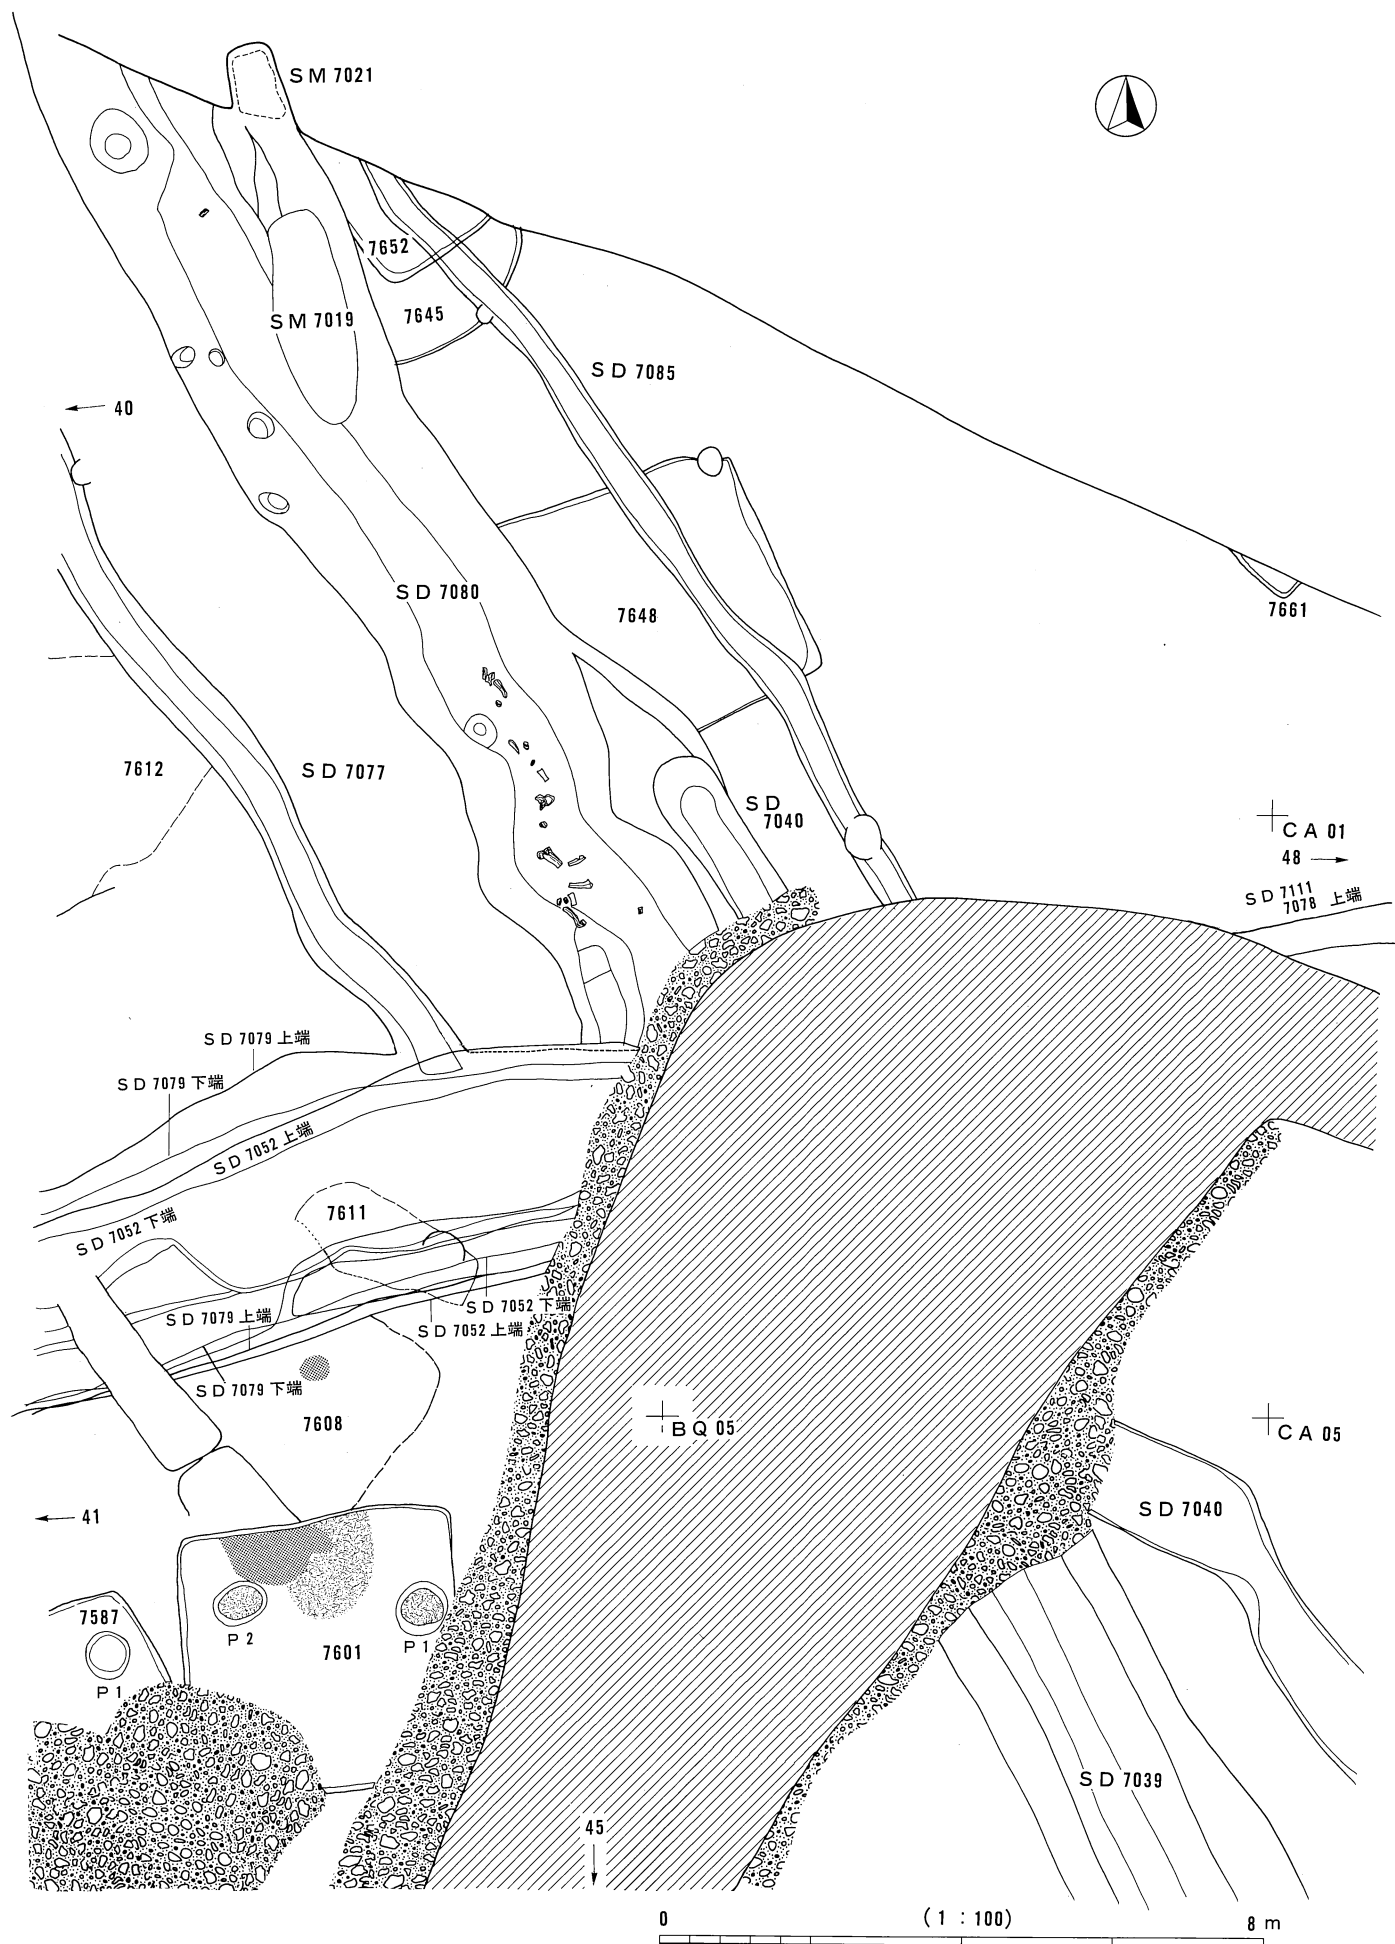 SM 7021
7652
7645
SM 7019
SD 7085
← 40
SD 7080
7648
7661
7612
SD 7077
SD
7040
CA 01
48 →
SD 7111
7078 上端
SD 7079 上端
SD 7079 下端
SD 7052 上端
7611
SD 7052 下端
SD 7052 下端
SD 7079 上端
SD 7052 上端
SD 7079 下端
7608
BQ 05
CA 05
← 41
SD 7040
7587
P 2
7601
P 1
P 1
SD 7039
45
↓
0
(1 : 100)
8 m